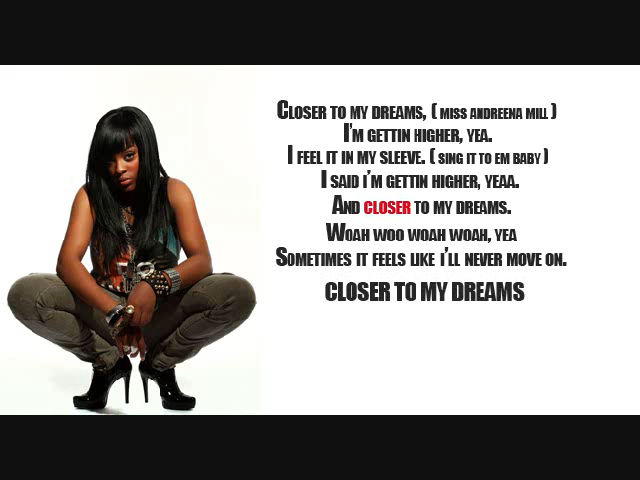 Closer to my dreams, ( miss andreena mill )
I'm gettin higher, yea.
I feel it in my sleeve. ( sing it to em baby )
I said i'm gettin higher, yeaa.
And closer to my dreams.
Woah woo woah woah, yea
Sometimes it feels like i'll never move on.
CLOSER TO MY DREAMS